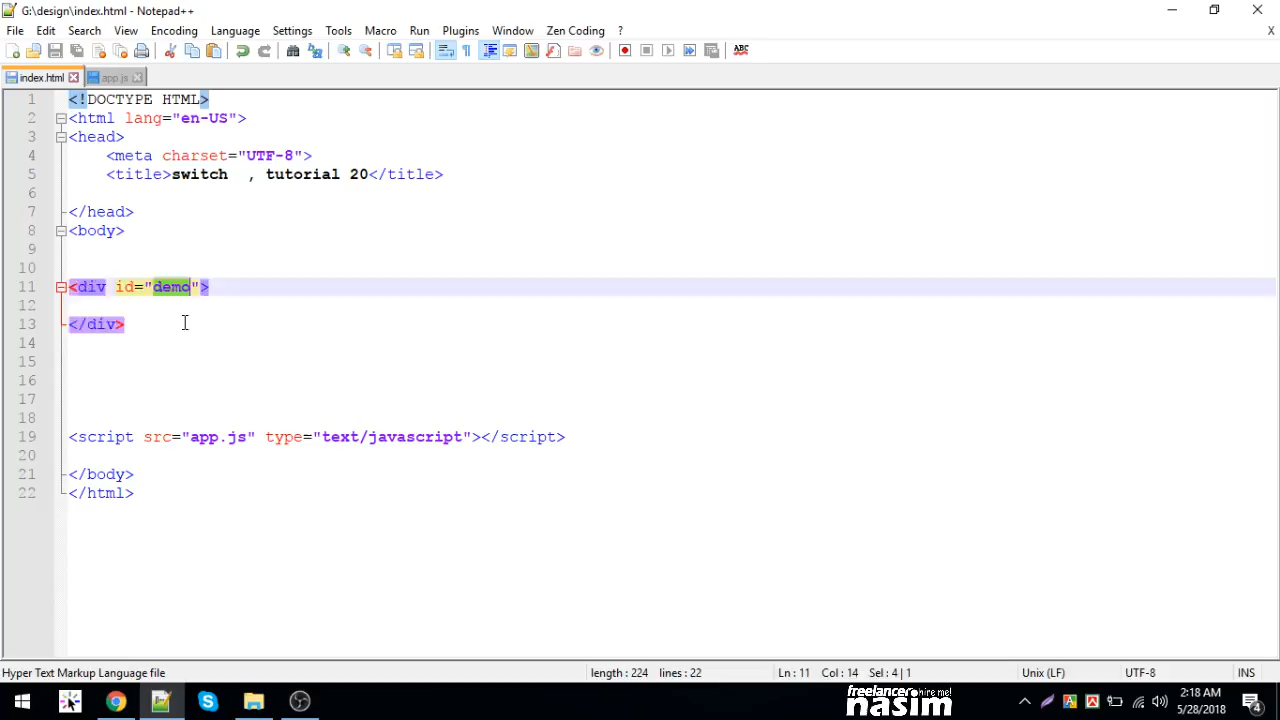 G:\design\index.html - Notepad++
File Edit Search View Encoding Language Settings Tools Macro Run Plugins Window Zen Coding ? X
ABC
index.html app.js
1 <!DOCTYPE HTML>
2 <html lang="en-US">
3 <head>
4 <meta charset="UTF-8">
5 <title>switch , tutorial 20</title>
6
7 </head>
8 <body>
9
10
11 <div id="demo">
12
13 </div>
14
15
16
17
18
19 <script src="app.js" type="text/javascript"></script>
20
21 </body>
22 </html>
Hyper Text Markup Language file length : 224 lines : 22 Ln : 11 Col : 14 Sel : 4 | 1 Unix (LF) UTF-8 INS
freelancer hire me!
nasim
2:18 AM
5/28/2018
4